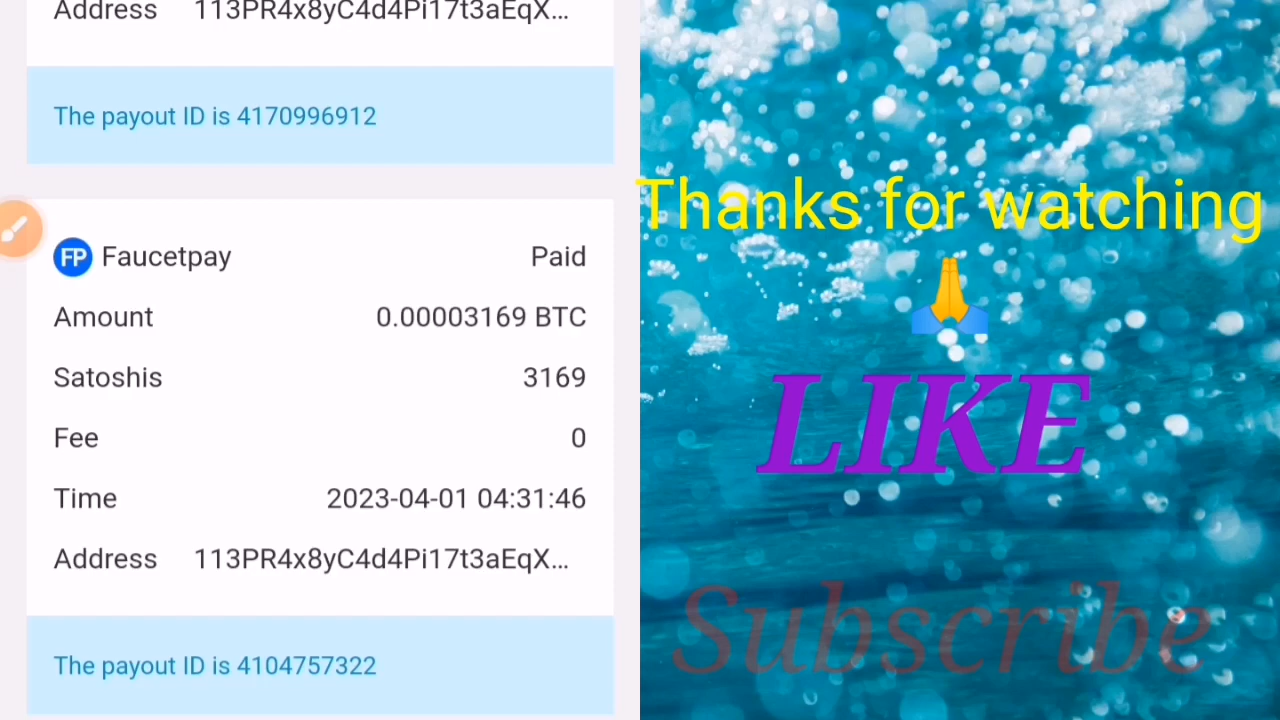 Address 113PR4x8yC4d4Pi17t3aEqX...
The payout ID is 4170996912
FP Faucetpay Paid
Amount 0.00003169 BTC
Satoshis 3169
Fee 0
Time 2023-04-01 04:31:46
Address 113PR4x8yC4d4Pi17t3aEqX...
The payout ID is 4104757322
Thanks for watching
🙏
LIKE
Subscribe